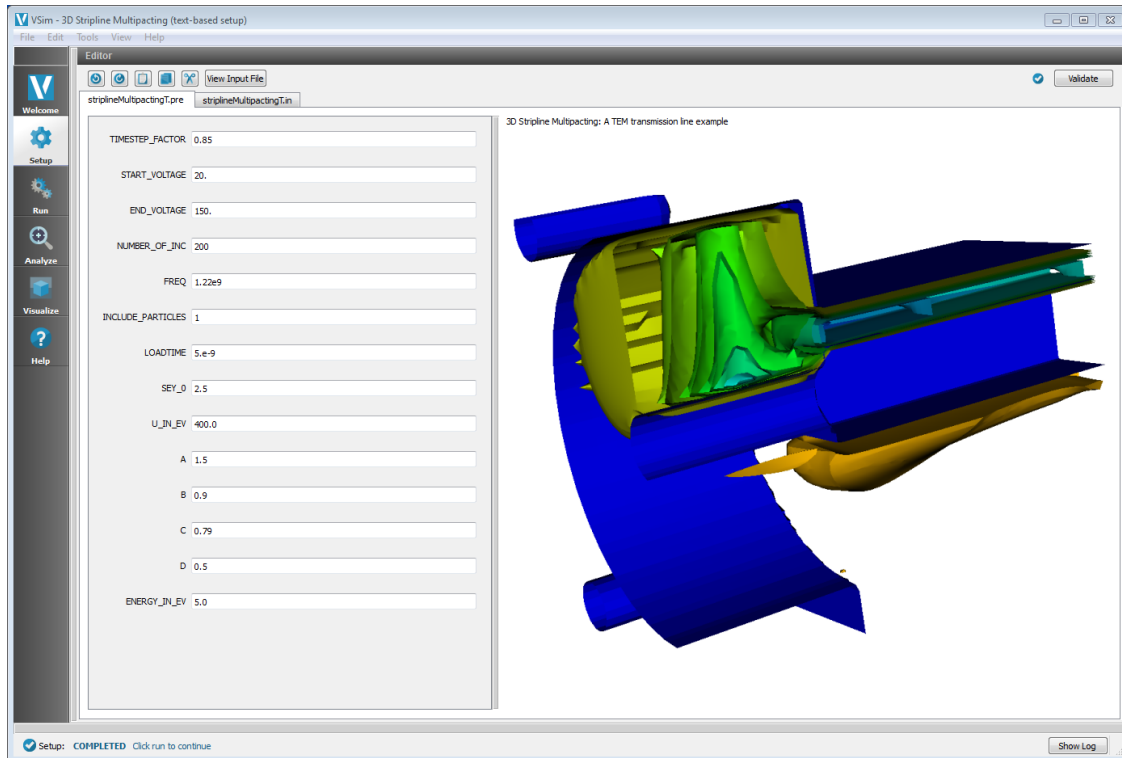 VSim - 3D Stripline Multipacting (text-based setup)
File Edit Tools View Help
Editor
View Input File
Validate
striplineMultipactingT.pre striplineMultipactingT.in
Welcome
Setup
Run
Analyze
Visualize
Help
TIMESTEP_FACTOR 0.85
START_VOLTAGE 20.
END_VOLTAGE 150.
NUMBER_OF_INC 200
FREQ 1.22e9
INCLUDE_PARTICLES 1
LOADTIME 5.e-9
SEY_0 2.5
U_IN_EV 400.0
A 1.5
B 0.9
C 0.79
D 0.5
ENERGY_IN_EV 5.0
3D Stripline Multipacting: A TEM transmission line example
Setup: COMPLETED Click run to continue
Show Log